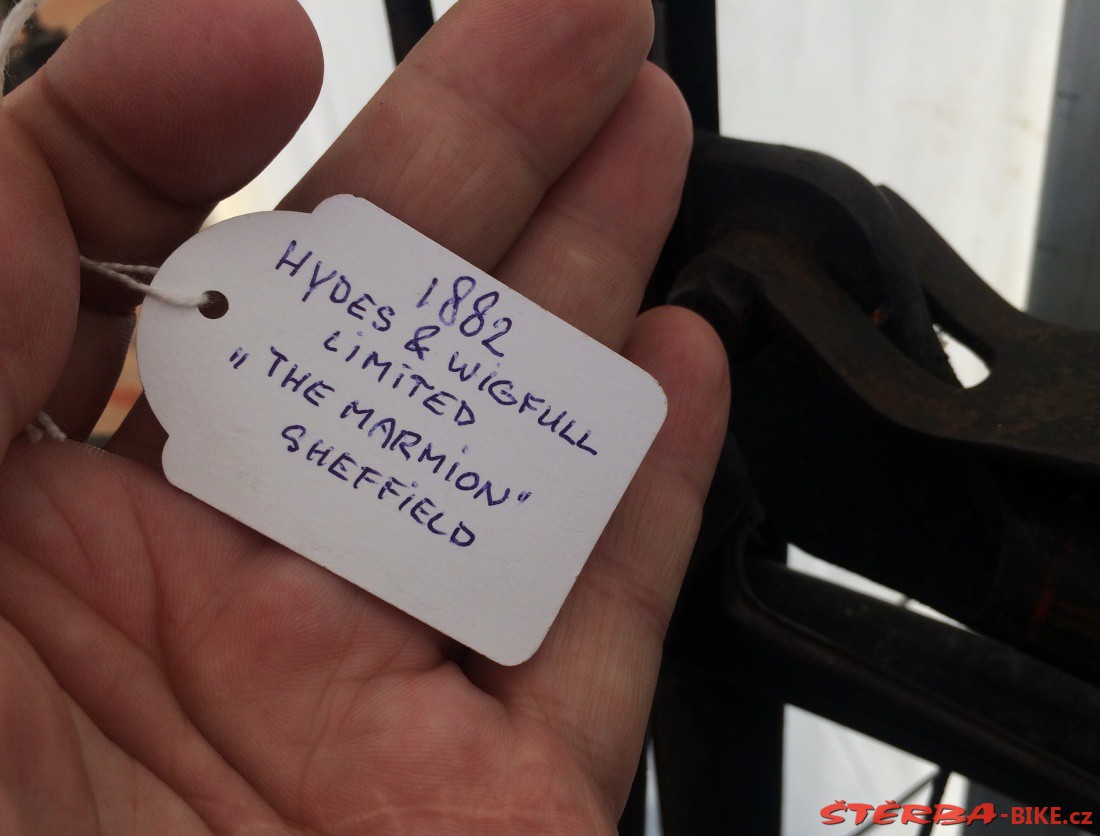 1882
HYDES & WIGFULL
LiMiTED
„THE MARMiON"
SHEFFiELD
ŠTĚRBA-BIKE.cz